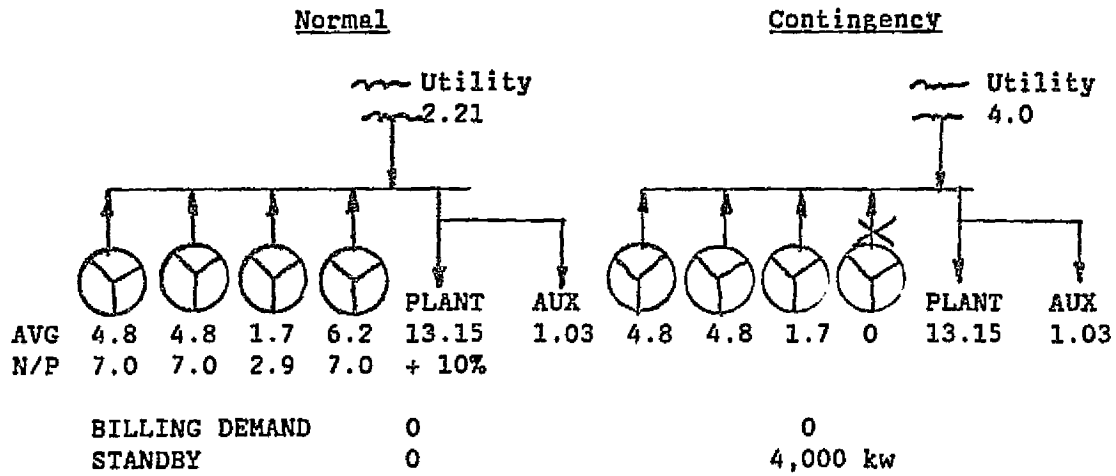 Normal Contingency
Utility Utility
2.21 4.0
PLANT AUX PLANT AUX
AVG 4.8 4.8 1.7 6.2 13.15 1.03 4.8 4.8 1.7 0 13.15 1.03
N/P 7.0 7.0 2.9 7.0 + 10%
BILLING DEMAND 0 0
STANDBY 0 4,000 kw